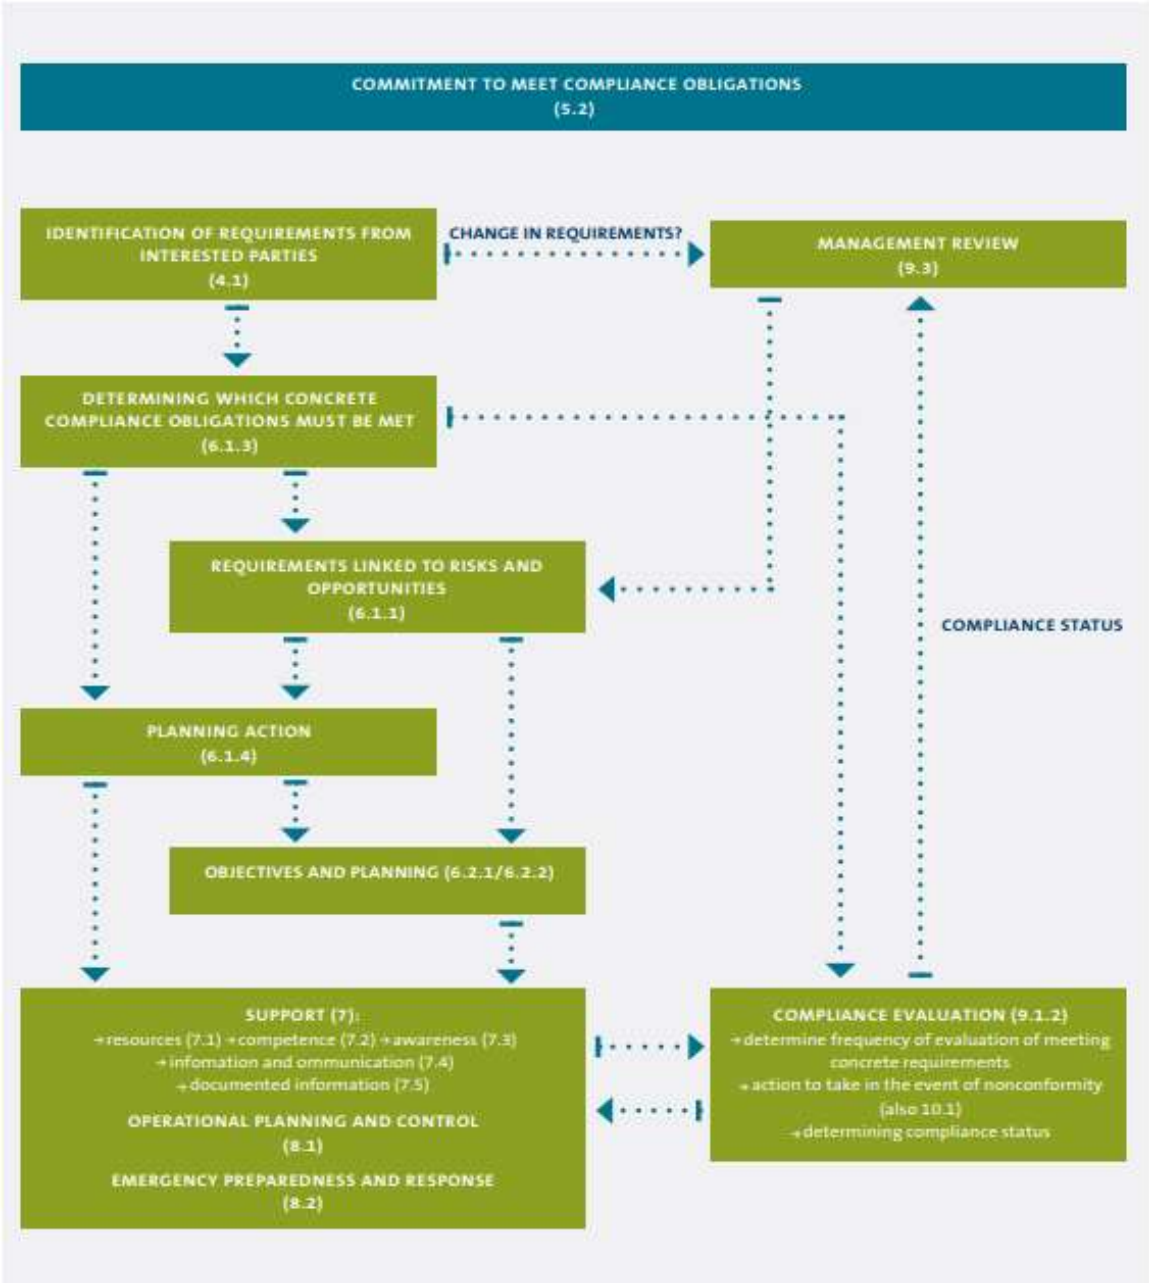 COMMITMENT TO MEET COMPLIANCE OBLIGATIONS
(5.2)
IDENTIFICATION OF REQUIREMENTS FROM
INTERESTED PARTIES
(4.1)
CHANGE IN REQUIREMENTS?
MANAGEMENT REVIEW
(9.3)
DETERMINING WHICH CONCRETE
COMPLIANCE OBLIGATIONS MUST BE MET
(6.1.3)
REQUIREMENTS LINKED TO RISKS AND
OPPORTUNITIES
(6.1.1)
COMPLIANCE STATUS
PLANNING ACTION
(6.1.4)
OBJECTIVES AND PLANNING (6.2.1/6.2.2)
SUPPORT (7):
→resources (7.1) →competence (7.2) →awareness (7.3)
→infomation and ommunication (7.4)
→documented information (7.5)
OPERATIONAL PLANNING AND CONTROL
(8.1)
EMERGENCY PREPAREDNESS AND RESPONSE
(8.2)
COMPLIANCE EVALUATION (9.1.2)
→determine frequency of evaluation of meeting
concrete requirements
→action to take in the event of nonconformity
(also 10.1)
→determining compliance status